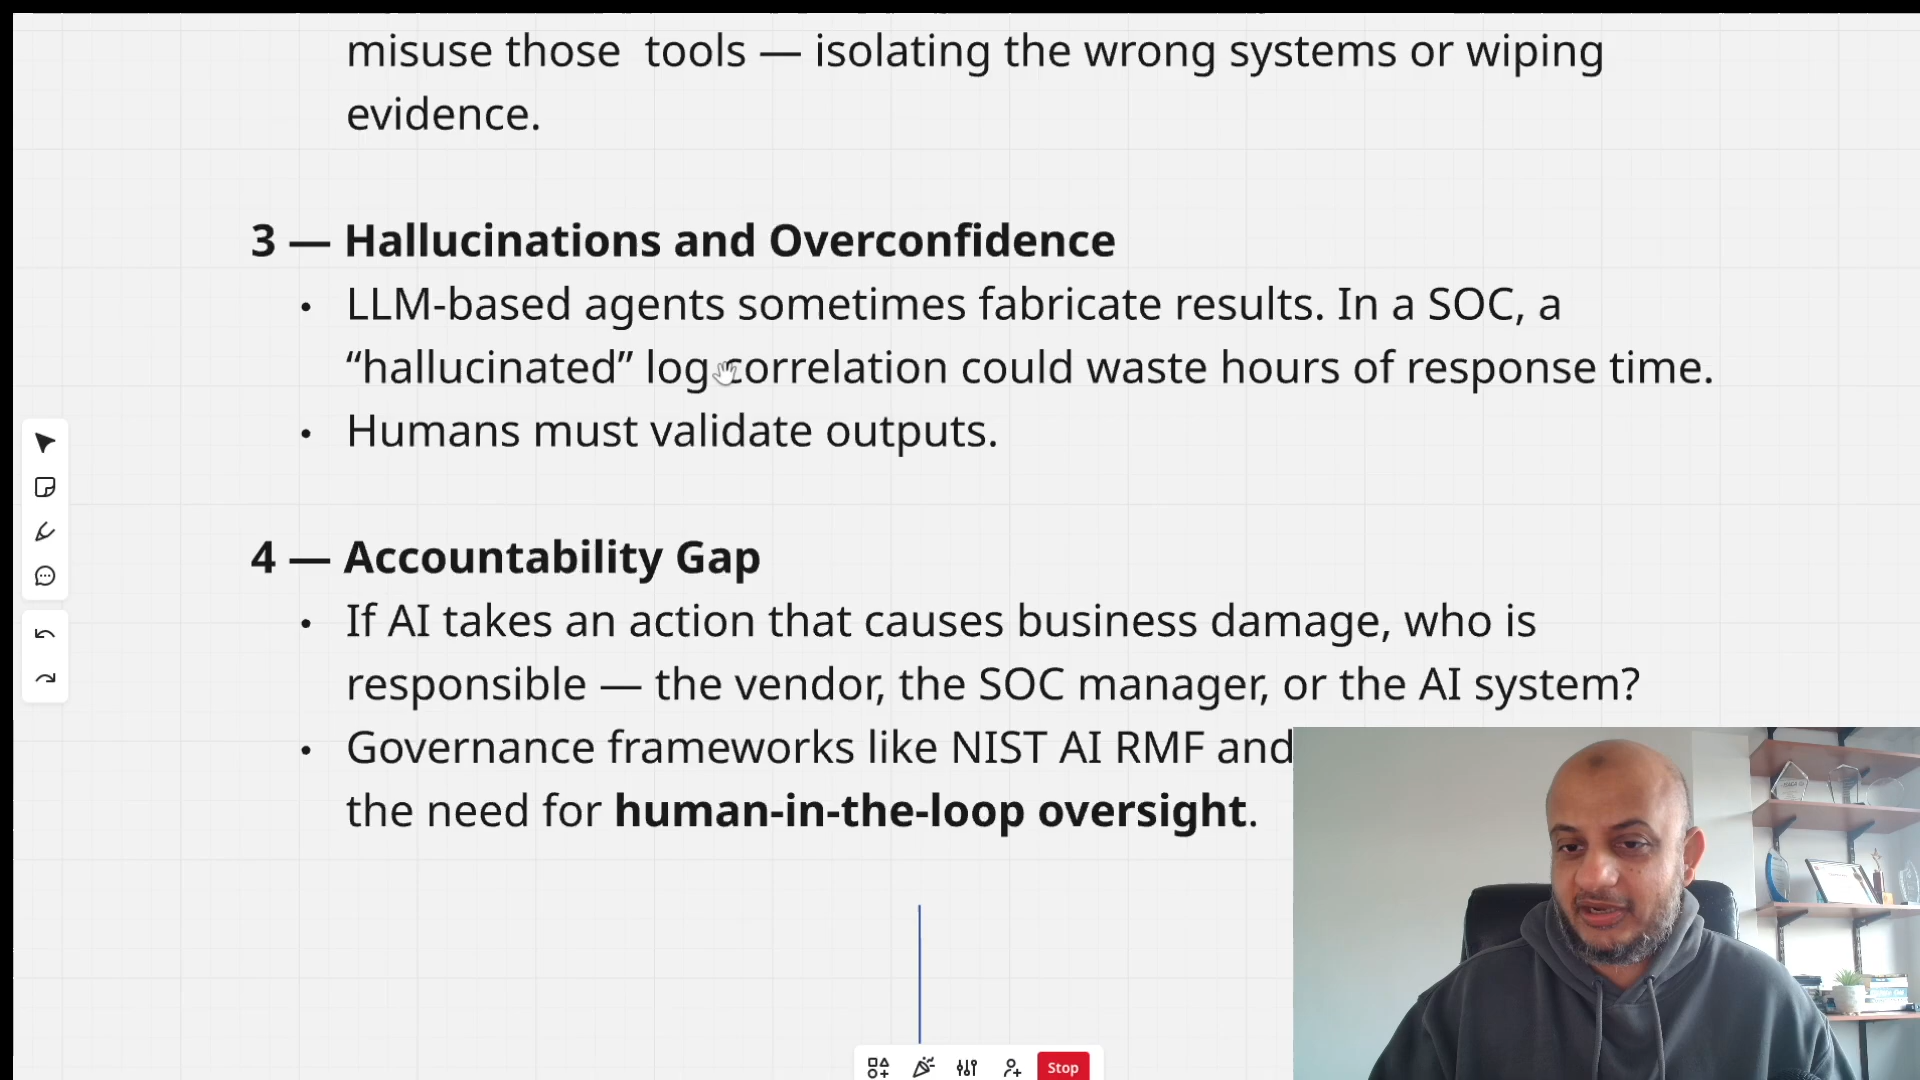 misuse those  tools — isolating the wrong systems or wiping
evidence.
3 — Hallucinations and Overconfidence
• LLM-based agents sometimes fabricate results. In a SOC, a
“hallucinated” log correlation could waste hours of response time.
• Humans must validate outputs.
4 — Accountability Gap
• If AI takes an action that causes business damage, who is
responsible — the vendor, the SOC manager, or the AI system?
• Governance frameworks like NIST AI RMF and
the need for human-in-the-loop oversight.
Stop